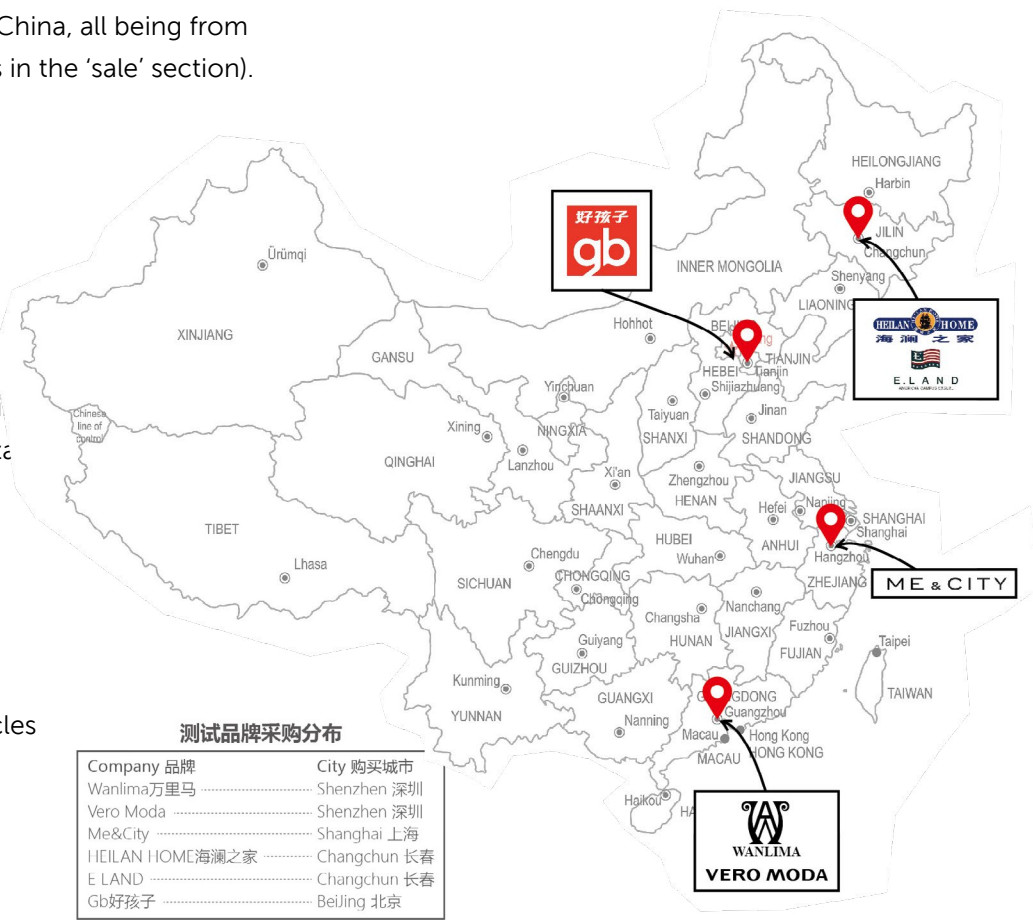 China, all being from
in the ‘sale’ section).
HEILONGJIANG
Harbin
好孩子
gb
JILIN
Changchun
Ürümqi
INNER MONGOLIA
Shenyang
LIAONING
HEILAN HOME
海澜之家
E.LAND
Hohhot
XINJIANG
GANSU
TIANJIN
Tianjin
HEBEI
Shijiazhuang
Yinchuan
Taiyuan
Jinan
Chinese
line of
control
Xining
NINGXIA
SHANXI
SHANDONG
QINGHAI
Lanzhou
Xi'an
Zhengzhou
JIANGSU
SHAANXI
HENAN
Hefei
Nanjing
SHANGHAI
Shanghai
TIBET
HUBEI
ANHUI
Hangzhou
Wuhan
Chengdu
Lhasa
SICHUAN
CHONGQING
Chongqing
ZHEJIANG
ME & CITY
Nanchang
Changsha
HUNAN
JIANGXI
Fuzhou
FUJIAN
Taipei
Guiyang
GUIZHOU
Kunming
YUNNAN
GUANGXI
Guangzhou
TAIWAN
Nanning
Macau
MACAU
Hong Kong
HONG KONG
Haikou
WANLIMA
VERO MODA
测试品牌采购分布
Company 品牌 City 购买城市
Wanlima万里马 Shenzhen 深圳
Vero Moda Shenzhen 深圳
Me&City Shanghai 上海
HEILAN HOME海澜之家 Changchun 长春
E LAND Changchun 长春
Gb好孩子 BeiJing 北京